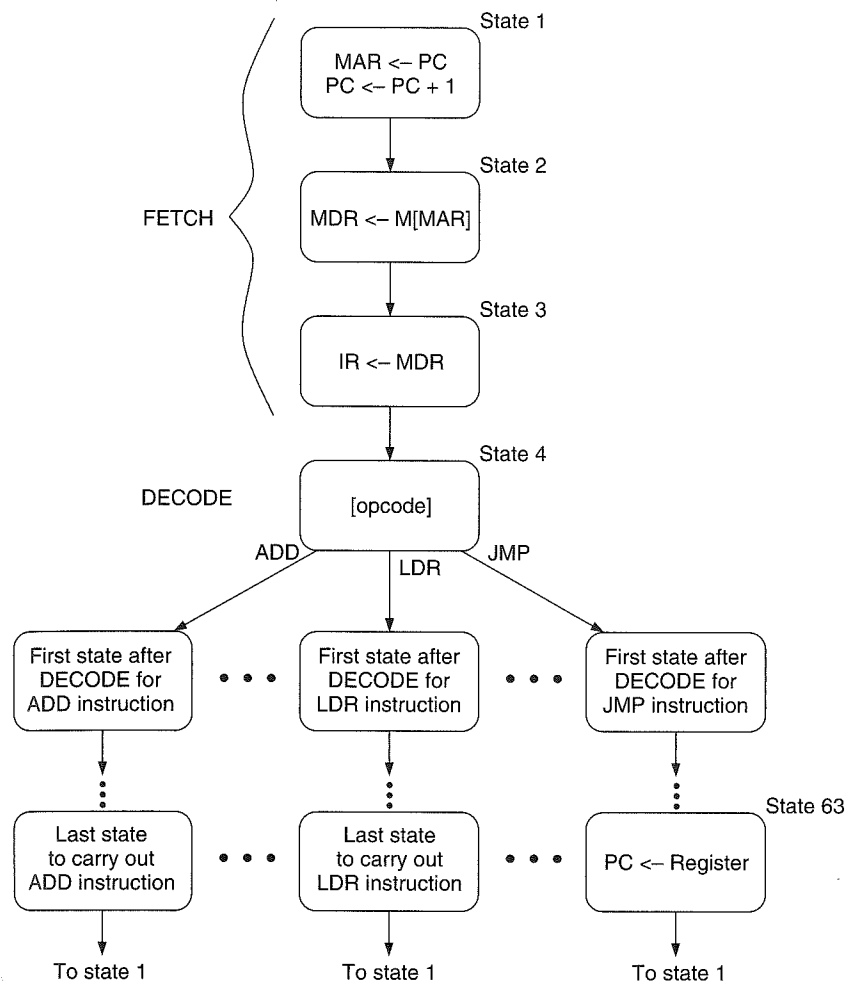 State 1
MAR <– PC
PC <– PC + 1
State 2
FETCH
MDR <– M[MAR]
State 3
IR <– MDR
State 4
DECODE
[opcode]
ADD
LDR
JMP
First state after
DECODE for
ADD instruction
First state after
DECODE for
LDR instruction
First state after
DECODE for
JMP instruction
Last state
to carry out
ADD instruction
Last state
to carry out
LDR instruction
State 63
PC <– Register
To state 1
To state 1
To state 1